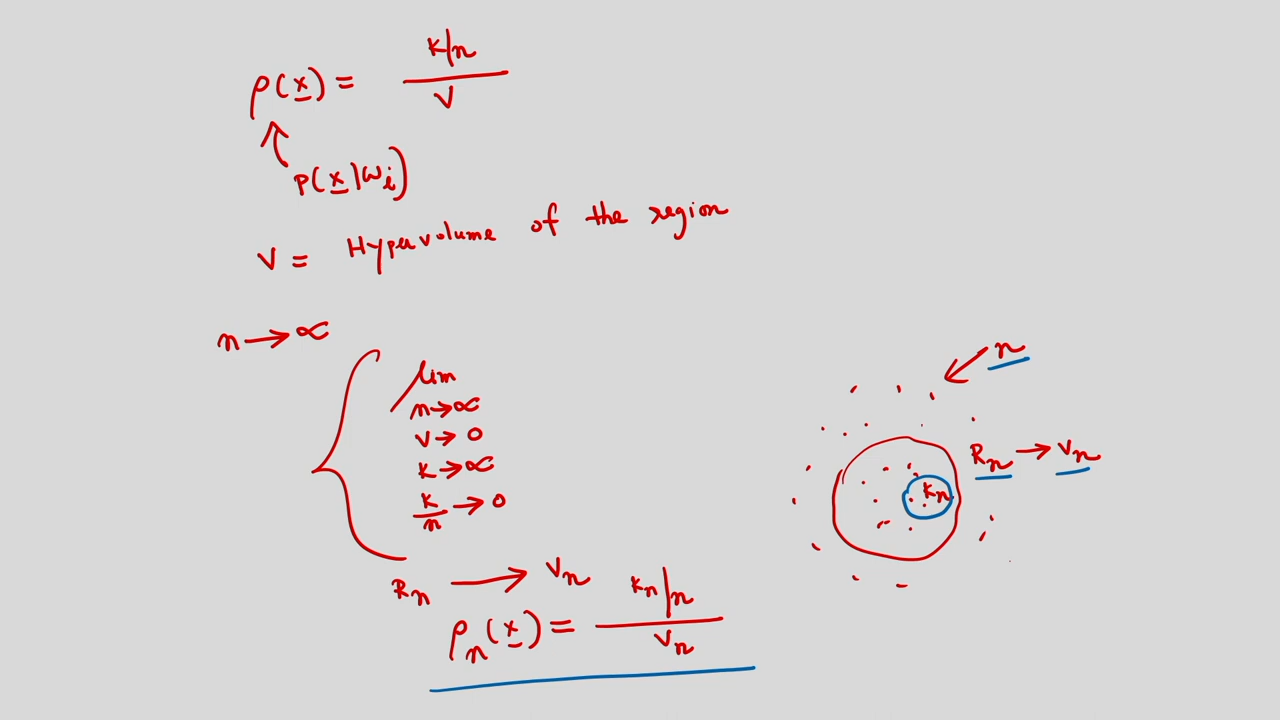 p(x) = k/n / V
p(x|ωi)
V = Hypervolume of the region
n → ∞
lim
n → ∞
V → 0
k → ∞
k/n → 0
Rn → Vn
pn(x) = kn/n / Vn
n
Rn → Vn
kn